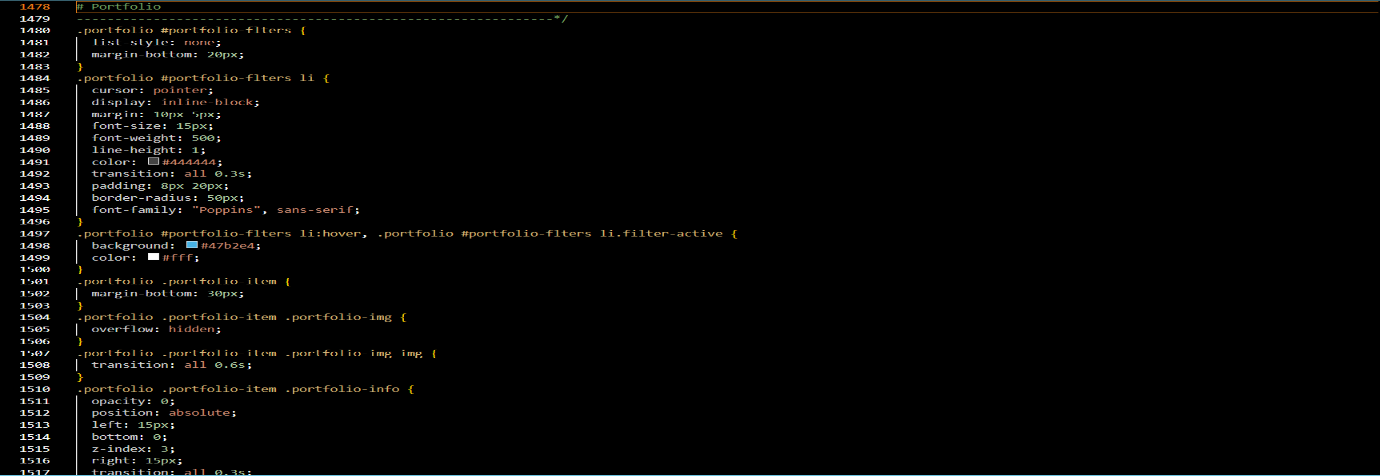 1478 # Portfolio
1479 --------------------------------------------------------------*/
1480 .portfolio #portfolio-flters {
1481 list-style: none;
1482 margin-bottom: 20px;
1483 }
1484 .portfolio #portfolio-flters li {
1485 cursor: pointer;
1486 display: inline-block;
1487 margin: 10px 5px;
1488 font-size: 15px;
1489 font-weight: 500;
1490 line-height: 1;
1491 color: #444444;
1492 transition: all 0.3s;
1493 padding: 8px 20px;
1494 border-radius: 50px;
1495 font-family: "Poppins", sans-serif;
1496 }
1497 .portfolio #portfolio-flters li:hover, .portfolio #portfolio-flters li.filter-active {
1498 background: #47b2e4;
1499 color: #fff;
1500 }
1501 .portfolio .portfolio-item {
1502 margin-bottom: 30px;
1503 }
1504 .portfolio .portfolio-item .portfolio-img {
1505 overflow: hidden;
1506 }
1507 .portfolio .portfolio-item .portfolio-img img {
1508 transition: all 0.6s;
1509 }
1510 .portfolio .portfolio-item .portfolio-info {
1511 opacity: 0;
1512 position: absolute;
1513 left: 15px;
1514 bottom: 0;
1515 z-index: 3;
1516 right: 15px;
1517 transition: all 0.3s;